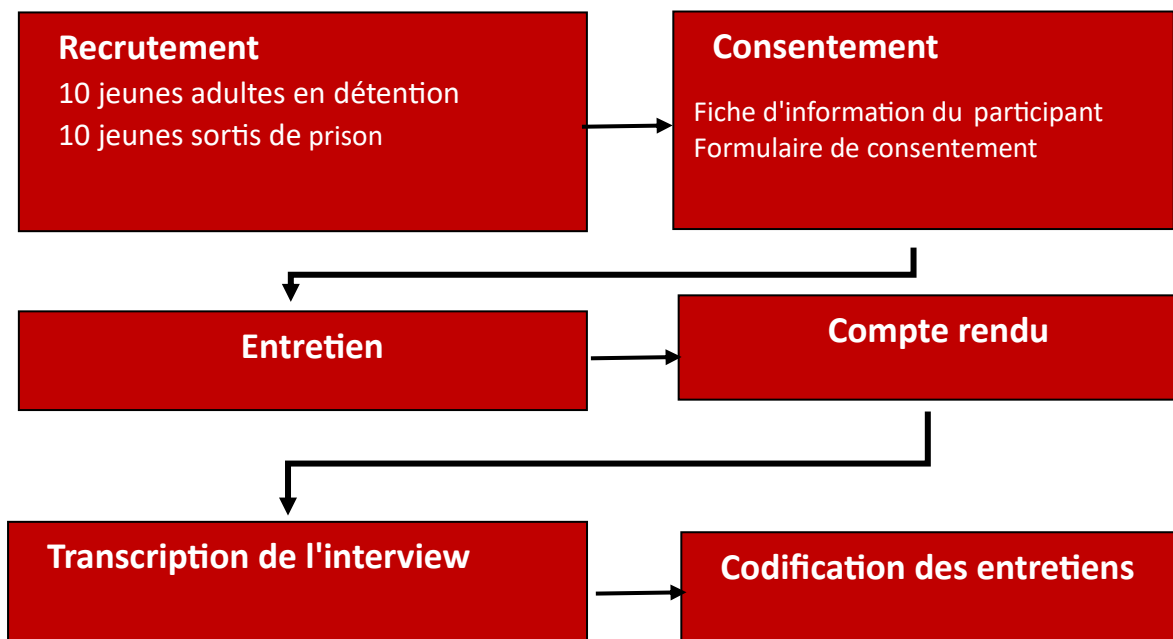 Recrutement
10 jeunes adultes en détention
10 jeunes sortis de prison
Consentement
Fiche d'information du participant
Formulaire de consentement
Entretien
Compte rendu
Transcription de l'interview
Codification des entretiens